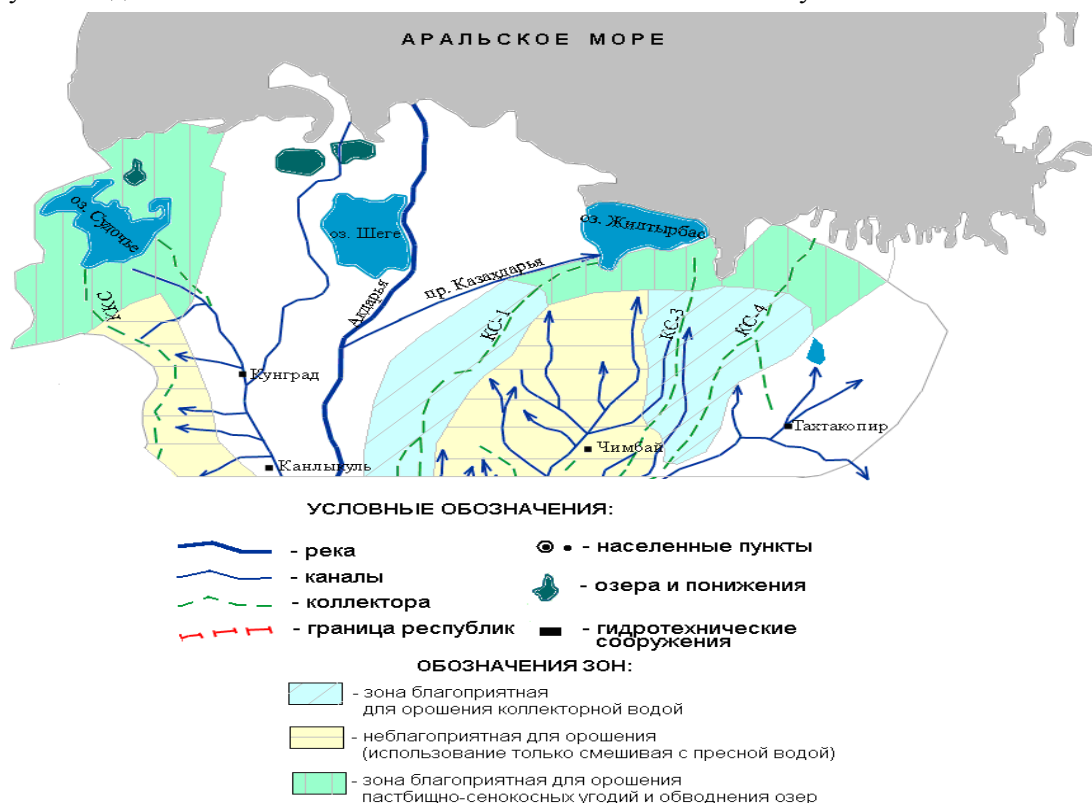 АРАЛЬСКОЕ МОРЕ
оз. Судочье
оз. Шеге
оз. Жилтырбас
Акдарья
пр. Казахдарья
ККС
КС-1
КС-3
КС-4
Кунград
Тахтакопир
Чимбай
Канлыкуль
УСЛОВНЫЕ ОБОЗНАЧЕНИЯ:
- река
- каналы
- коллектора
- граница республик
- населенные пункты
- озера и понижения
- гидротехнические
сооружения
ОБОЗНАЧЕНИЯ ЗОН:
- зона благоприятная
для орошения коллекторной водой
- неблагоприятная для орошения
(использование только смешивая с пресной водой)
- зона благоприятная для орошения
пастбищно-сенокосных угодий и обводнения озер